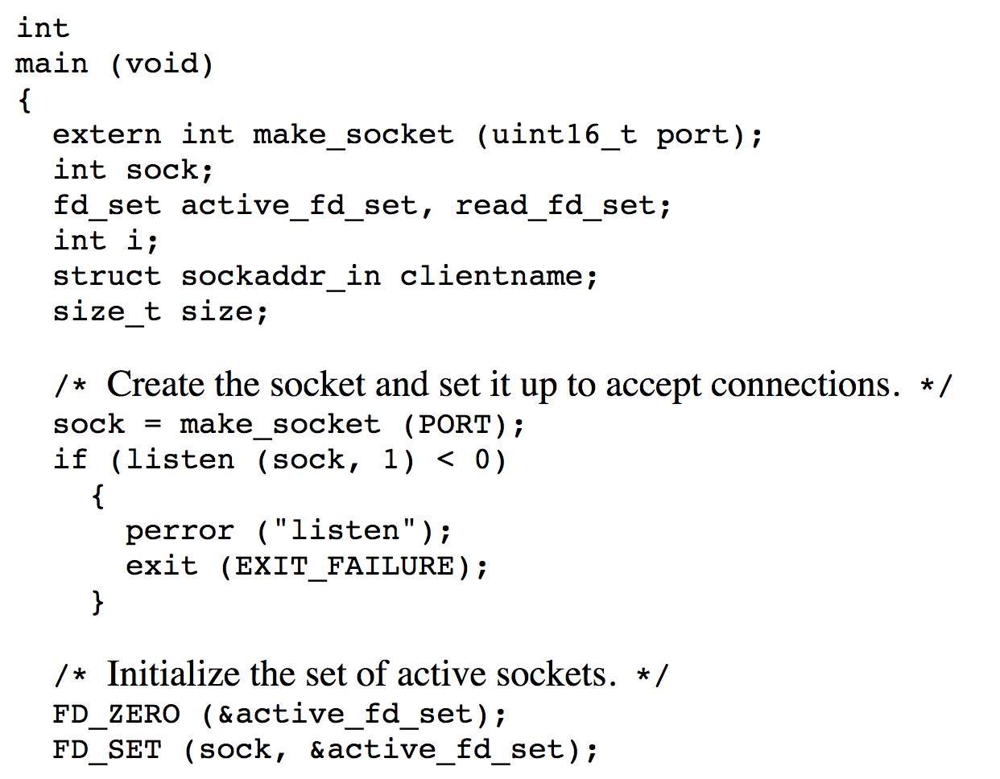 int
main (void)
{
extern int make_socket (uint16_t port);
int sock;
fd_set active_fd_set, read_fd_set;
int i;
struct sockaddr_in clientname;
size_t size;
/* Create the socket and set it up to accept connections. */
sock = make_socket (PORT);
if (listen (sock, 1) < 0)
{
perror ("listen");
exit (EXIT_FAILURE);
}
/* Initialize the set of active sockets. */
FD_ZERO (&active_fd_set);
FD_SET (sock, &active_fd_set);